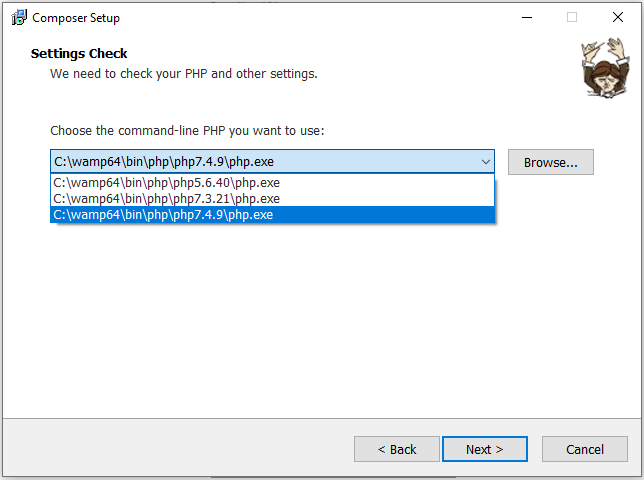 Composer Setup
Settings Check
We need to check your PHP and other settings.
Choose the command-line PHP you want to use:
C:\wamp64\bin\php\php7.4.9\php.exe
Browse...
C:\wamp64\bin\php\php5.6.40\php.exe
C:\wamp64\bin\php\php7.3.21\php.exe
C:\wamp64\bin\php\php7.4.9\php.exe
< Back
Next >
Cancel